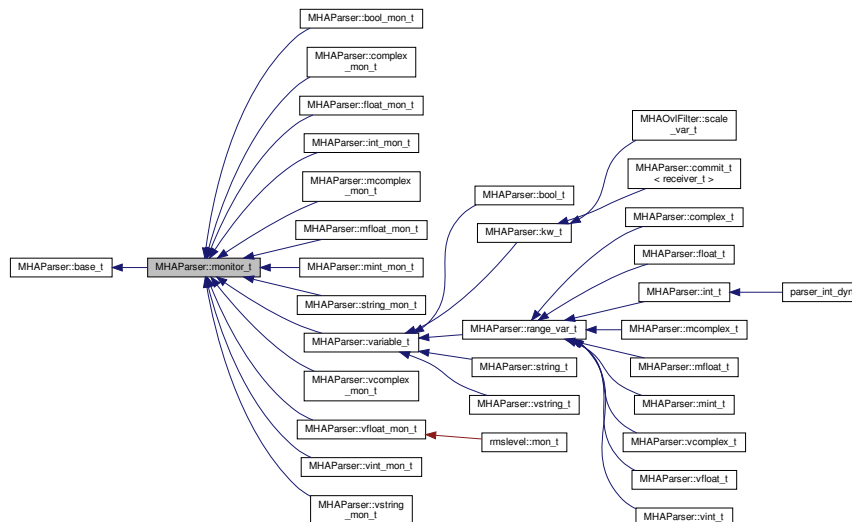 MHAParser::bool_mon_t
MHAParser::complex
_mon_t
MHAParser::float_mon_t
MHAParser::int_mon_t
MHAParser::mcomplex
_mon_t
MHAParser::mfloat_mon_t
MHAParser::base_t
MHAParser::monitor_t
MHAParser::mint_mon_t
MHAParser::string_mon_t
MHAParser::variable_t
MHAParser::vcomplex
_mon_t
MHAParser::vfloat_mon_t
MHAParser::vint_mon_t
MHAParser::vstring
_mon_t
MHAParser::bool_t
MHAParser::kw_t
MHAParser::range_var_t
MHAParser::string_t
MHAParser::vstring_t
rmslevel::mon_t
MHAOvlFilter::scale
_var_t
MHAParser::commit_t
< receiver_t >
MHAParser::complex_t
MHAParser::float_t
MHAParser::int_t
parser_int_dyn
MHAParser::mcomplex_t
MHAParser::mfloat_t
MHAParser::mint_t
MHAParser::vcomplex_t
MHAParser::vfloat_t
MHAParser::vint_t